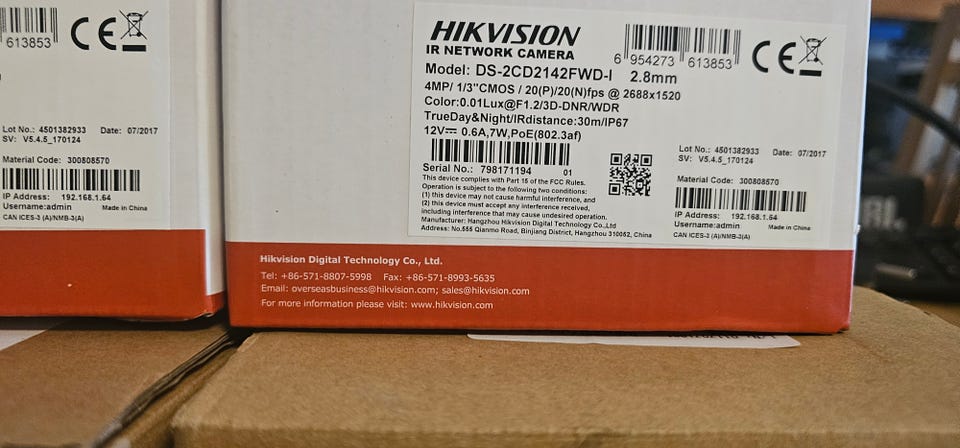 613853
Lot No.: 4501382933 Date: 07/2017
SV: V5.4.5_170124
Material Code: 300808570
IP Address: 192.168.1.64
Username:admin Made in China
CAN ICES-3 (A)/NMB-3(A)
HIKVISION
IR NETWORK CAMERA
6 954273 613853
Model: DS-2CD2142FWD-I 2.8mm
4MP/ 1/3"CMOS / 20(P)/20(N)fps @ 2688x1520
Color:0.01Lux@F1.2/3D-DNR/WDR
TrueDay&Night/IRdistance:30m/IP67
12V⎓ 0.6A,7W,PoE(802.3af)
Serial No.: 798171194 01
This device complies with Part 15 of the FCC Rules.
Operation is subject to the following two conditions:
(1) this device may not cause harmful interference, and
(2) this device must accept any interference received,
including interference that may cause undesired operation.
Manufacturer: Hangzhou Hikvision Digital Technology Co.,Ltd
Address: No.555 Qianmo Road, Binjiang District, Hangzhou 310052, China
Lot No.: 4501382933 Date: 07/2017
SV: V5.4.5_170124
Material Code: 300808570
IP Address: 192.168.1.64
Username:admin Made in China
CAN ICES-3 (A)/NMB-3(A)
Hikvision Digital Technology Co., Ltd.
Tel: +86-571-8807-5998 Fax: +86-571-8993-5635
Email: overseasbusiness@hikvision.com; sales@hikvision.com
For more information please visit: www.hikvision.com